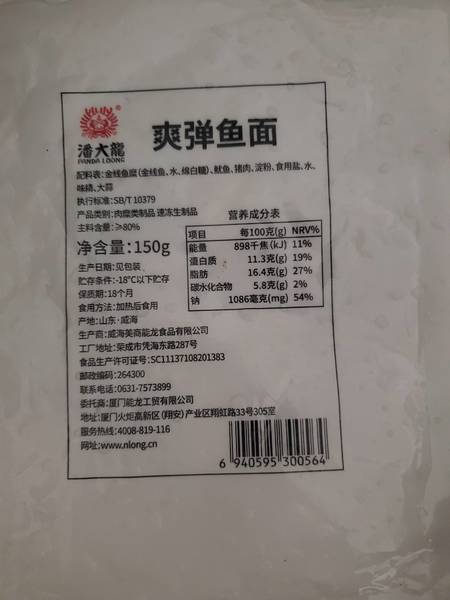 潘大龍
PANDA LOONG
爽弹鱼面
配料表:金线鱼糜(金线鱼、水、绵白糖)、鱿鱼、猪肉、淀粉、食用盐、水、
味精、大蒜
执行标准:SB/T 10379
产品类别:肉糜类制品 速冻生制品
主料含量:≥80%
净含量:150g
生产日期:见包装
贮存条件:-18℃以下贮存
保质期:18个月
食用方法:加热后食用
产地:山东·威海
营养成分表
项目 每100克(g) NRV%
能量 898千焦(kJ) 11%
蛋白质 11.3克(g) 19%
脂肪 16.4克(g) 27%
碳水化合物 5.8克(g) 2%
钠 1086毫克(mg) 54%
生产商:威海美商能龙食品有限公司
工厂地址:荣成市凭海东路287号
食品生产许可证号:SC11137108201383
邮政编码:264300
联系电话:0631-7573899
委托商:厦门能龙工贸有限公司
地址:厦门火炬高新区(翔安)产业区翔虹路33号305室
服务热线:4008-819-116
网址:www.nlong.cn
6 940595 300564